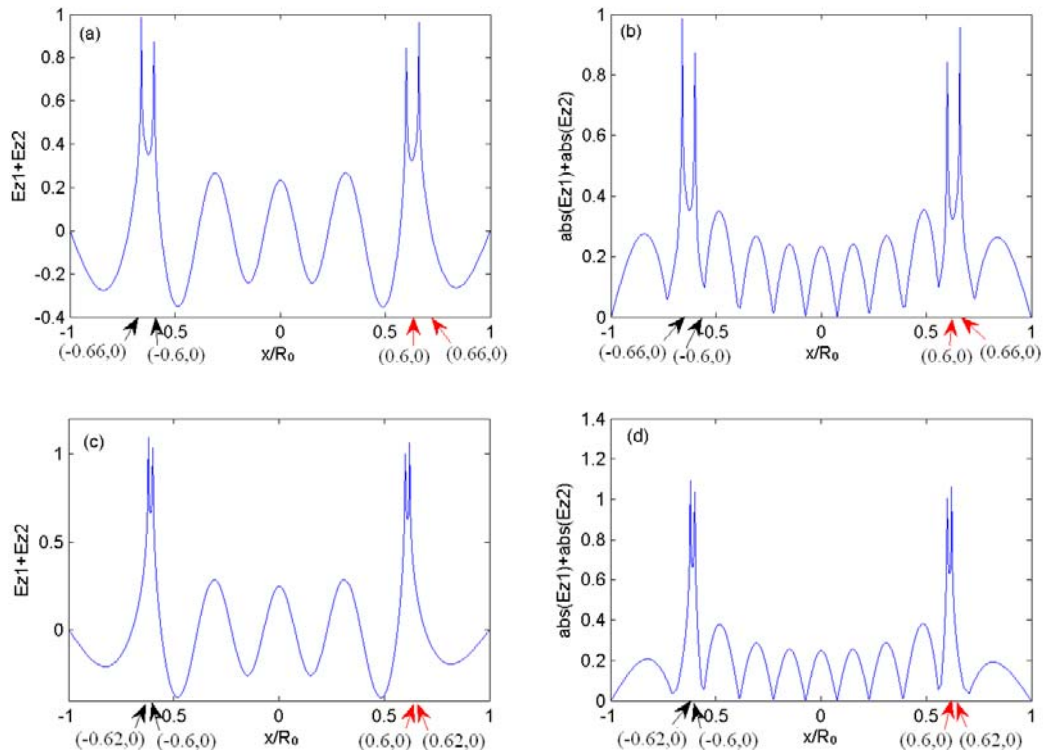 (a)
Ez1+Ez2
1
0.8
0.6
0.4
0.2
0
-0.2
-0.4
-1 -0.5 0 0.5 1
(-0.66,0) (-0.6,0) x/R₀ (0.6,0) (0.66,0)
(b)
abs(Ez1)+abs(Ez2)
1
0.8
0.6
0.4
0.2
0
-1 -0.5 0 0.5 1
(-0.66,0) (-0.6,0) x/R₀ (0.6,0) (0.66,0)
(c)
Ez1+Ez2
1
0.5
0
-1 -0.5 0 0.5 1
(-0.62,0) (-0.6,0) x/R₀ (0.6,0) (0.62,0)
(d)
abs(Ez1)+abs(Ez2)
1.4
1.2
1
0.8
0.6
0.4
0.2
0
-1 -0.5 0 0.5 1
(-0.62,0) (-0.6,0) x/R₀ (0.6,0) (0.62,0)